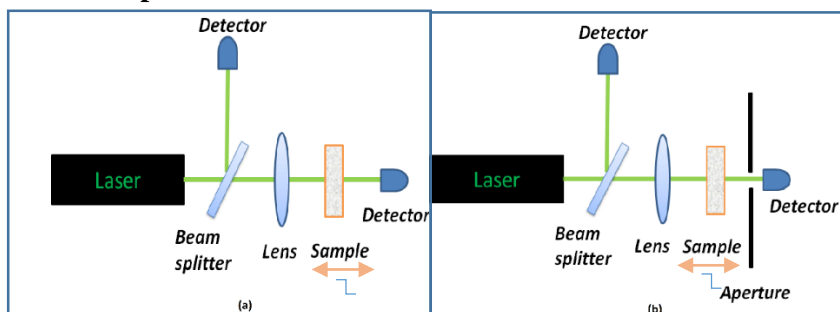 Detector
Laser
Beam
splitter
Lens
Sample
Detector
(a)
Detector
Laser
Beam
splitter
Lens
Sample
Aperture
Detector
(b)